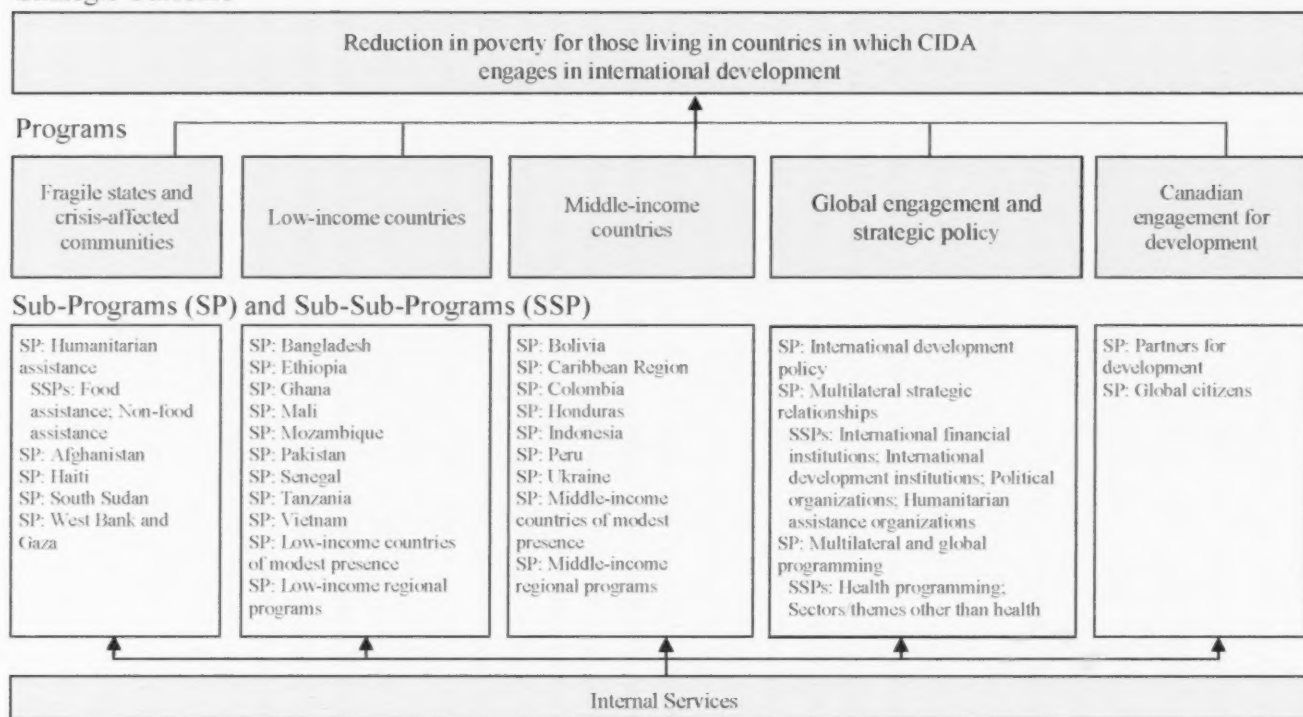 Reduction in poverty for those living in countries in which CIDA
engages in international development
Programs
Fragile states and
crisis-affected
communities
Low-income countries
Middle-income
countries
Global engagement and
strategic policy
Canadian
engagement for
development
Sub-Programs (SP) and Sub-Sub-Programs (SSP)
SP: Humanitarian
assistance
SSPs: Food
assistance; Non-food
assistance
SP: Afghanistan
SP: Haiti
SP: South Sudan
SP: West Bank and
Gaza
SP: Bangladesh
SP: Ethiopia
SP: Ghana
SP: Mali
SP: Mozambique
SP: Pakistan
SP: Senegal
SP: Tanzania
SP: Vietnam
SP: Low-income countries
of modest presence
SP: Low-income regional
programs
SP: Bolivia
SP: Caribbean Region
SP: Colombia
SP: Honduras
SP: Indonesia
SP: Peru
SP: Ukraine
SP: Middle-income
countries of modest
presence
SP: Middle-income
regional programs
SP: International development
policy
SP: Multilateral strategic
relationships
SSPs: International financial
institutions; International
development institutions; Political
organizations; Humanitarian
assistance organizations
SP: Multilateral and global
programming
SSPs: Health programming;
Sectors/themes other than health
SP: Partners for
development
SP: Global citizens
Internal Services